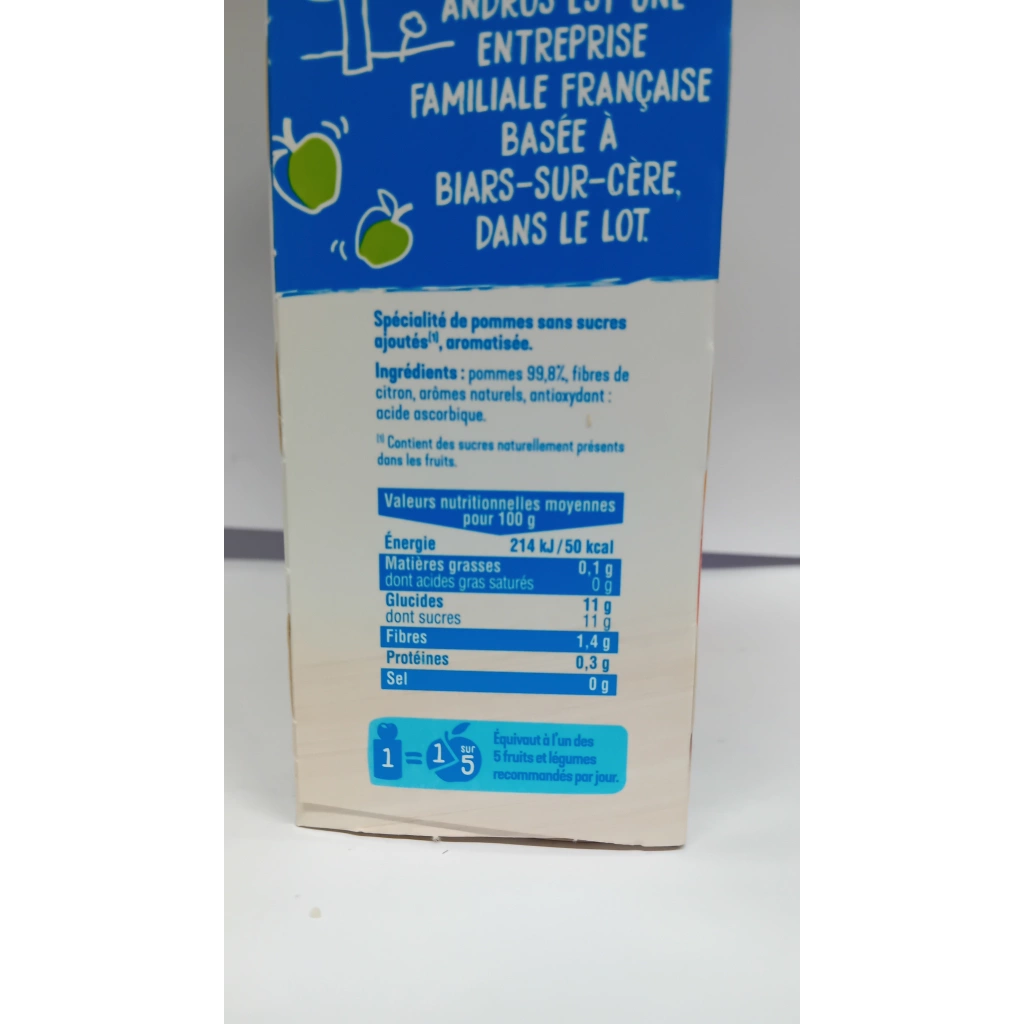 ANDROS EST UNE
ENTREPRISE
FAMILIALE FRANÇAISE
BASÉE À
BIARS-SUR-CÈRE,
DANS LE LOT.
Spécialité de pommes sans sucres
ajoutés(1), aromatisée.
Ingrédients : pommes 99,8%, fibres de
citron, arômes naturels, antioxydant :
acide ascorbique.
(1) Contient des sucres naturellement présents
dans les fruits.
Valeurs nutritionnelles moyennes
pour 100 g
Énergie 214 kJ / 50 kcal
Matières grasses 0,1 g
dont acides gras saturés 0 g
Glucides 11 g
dont sucres 11 g
Fibres 1,4 g
Protéines 0,3 g
Sel 0 g
1 = 1 sur 5
Équivaut à l'un des
5 fruits et légumes
recommandés par jour.